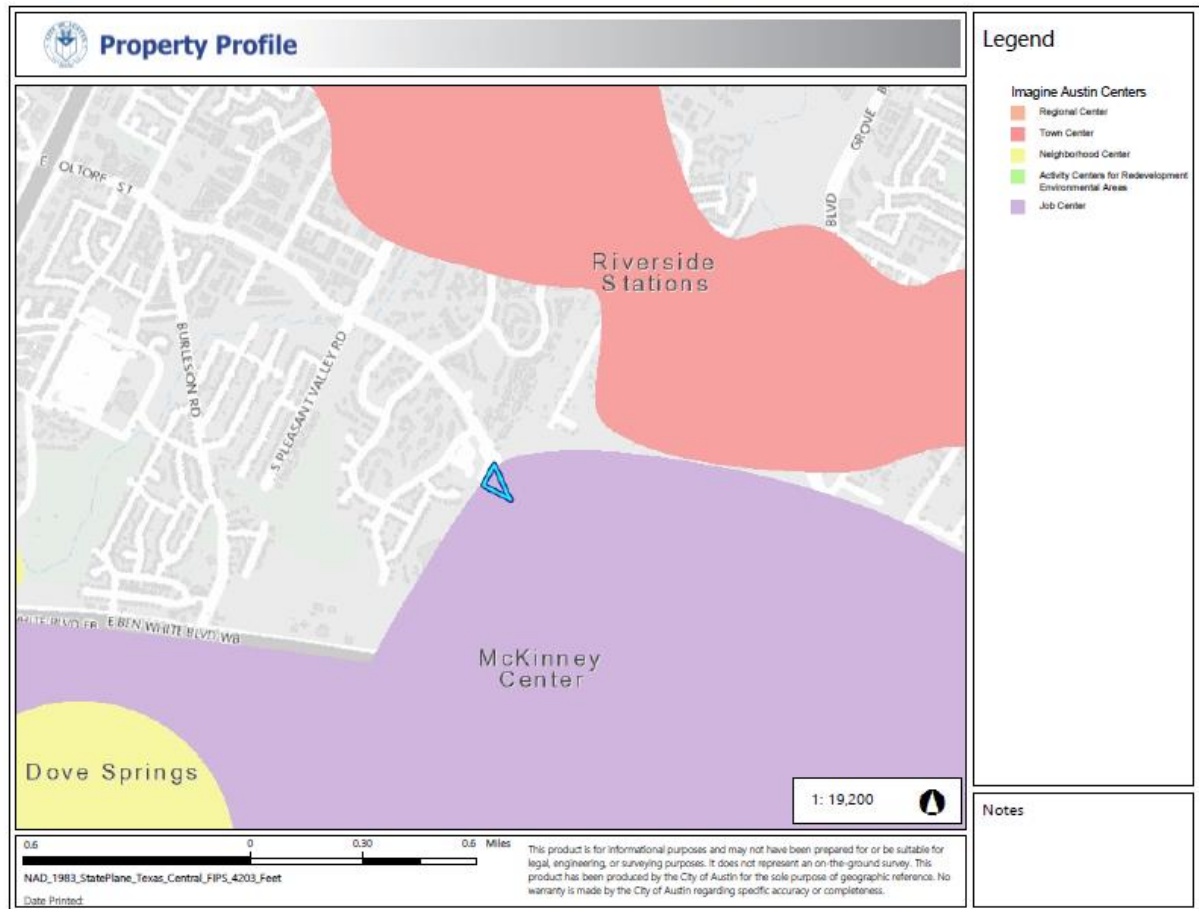 Property Profile
Legend
Imagine Austin Centers
Regional Center
Town Center
Neighborhood Center
Activity Centers for Redevelopment
Environmental Areas
Job Center
E OLTORF ST
GROVE B
BLVD
Riverside
Stations
BURLESON RD
S PLEASANT VALLEY RD
E BEN WHITE BLVD WB
McKinney
Center
Dove Springs
1: 19,200
Notes
0.6 0 0.30 0.6 Miles
NAD_1983_StatePlane_Texas_Central_FIPS_4203_Feet
Date Printed:
This product is for informational purposes and may not have been prepared for or be suitable for
legal, engineering, or surveying purposes. It does not represent an on-the-ground survey. This
product has been produced by the City of Austin for the sole purpose of geographic reference. No
warranty is made by the City of Austin regarding specific accuracy or completeness.